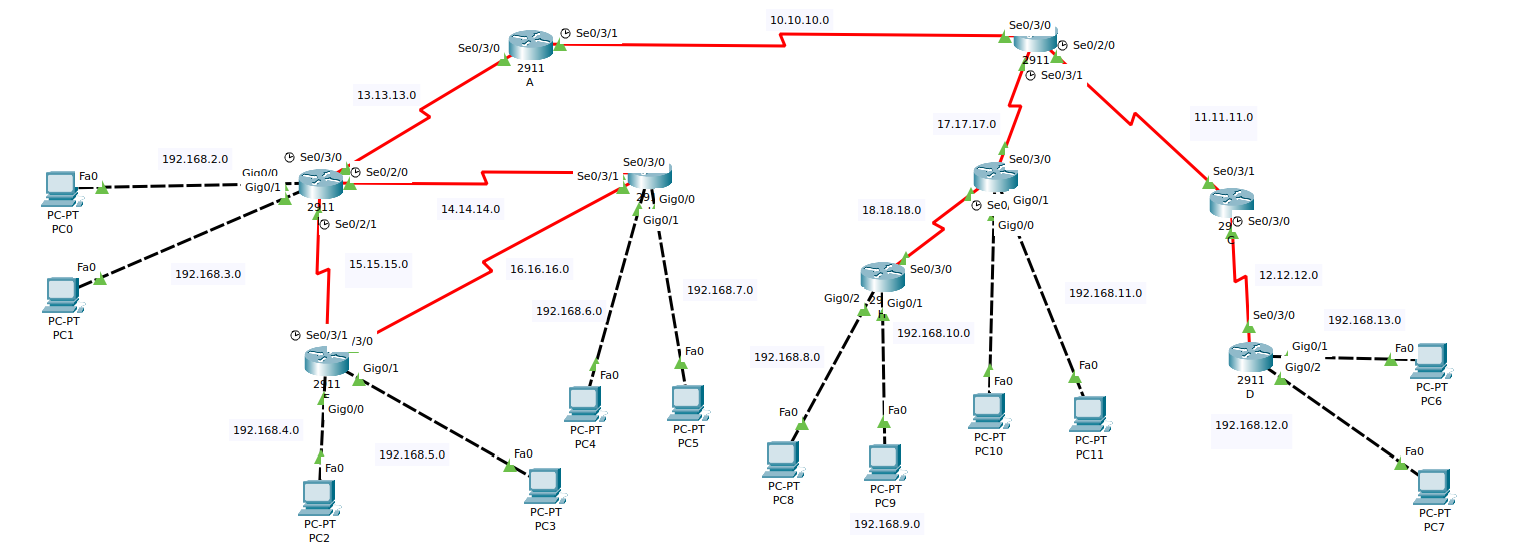 10.10.10.0
Se0/3/1
Se0/3/0
2911
A
Se0/3/0
Se0/2/0
2911
Se0/3/1
13.13.13.0
17.17.17.0
11.11.11.0
192.168.2.0
Se0/3/0
Gig0/0
Gig0/1
Se0/2/0
2911
Se0/2/1
Fa0
PC-PT
PC0
Se0/3/0
Se0/3/1
Gig0/0
Gig0/1
14.14.14.0
Se0/3/0
Gig0/1
Gig0/0
18.18.18.0
Se0/3/1
Se0/3/0
12.12.12.0
Fa0
PC-PT
PC1
192.168.3.0
15.15.15.0
16.16.16.0
192.168.6.0
192.168.7.0
Se0/3/0
Gig0/2
Gig0/1
192.168.10.0
192.168.8.0
192.168.11.0
Se0/3/0
192.168.13.0
Gig0/1
Gig0/2
2911
D
Fa0
PC-PT
PC6
Se0/3/1
/3/0
Gig0/1
2911
Gig0/0
192.168.4.0
192.168.5.0
Fa0
PC-PT
PC4
Fa0
PC-PT
PC5
Fa0
PC-PT
PC8
Fa0
PC-PT
PC9
192.168.9.0
Fa0
PC-PT
PC10
Fa0
PC-PT
PC11
192.168.12.0
Fa0
PC-PT
PC7
Fa0
PC-PT
PC2
Fa0
PC-PT
PC3